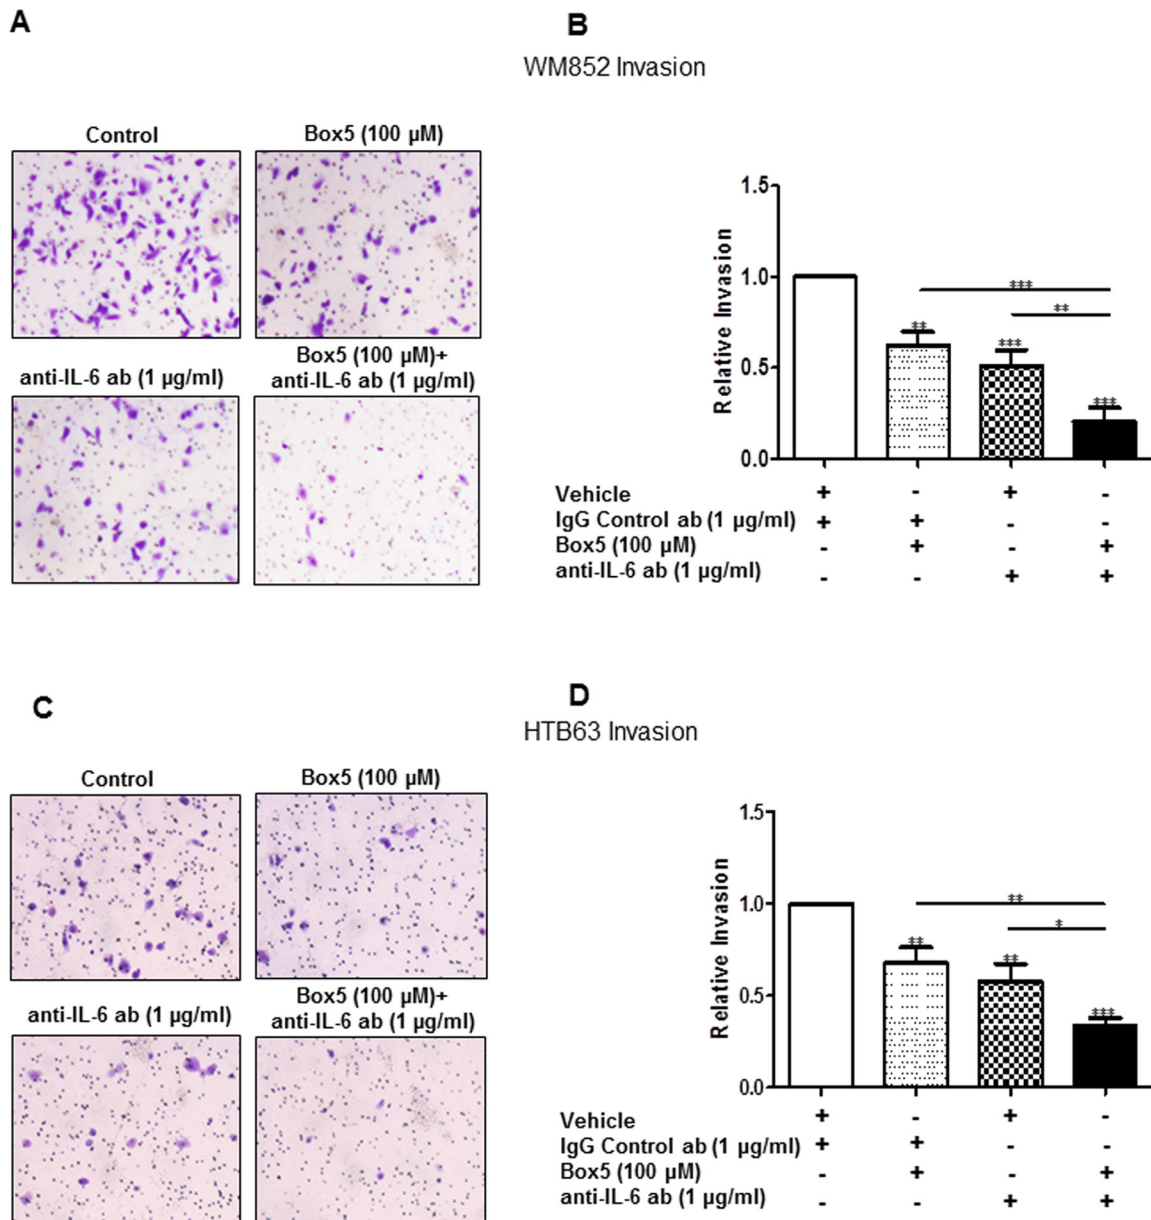 A
B
WM852 Invasion
Control
Box5 (100 µM)
anti-IL-6 ab (1 µg/ml)
Box5 (100 µM)+
anti-IL-6 ab (1 µg/ml)
Relative Invasion
1.5
1.0
0.5
0.0
***
**
**
***
***
Vehicle + - + -
IgG Control ab (1 µg/ml) + + - -
Box5 (100 µM) - + - +
anti-IL-6 ab (1 µg/ml) - - + +
C
D
HTB63 Invasion
Control
Box5 (100 µM)
anti-IL-6 ab (1 µg/ml)
Box5 (100 µM)+
anti-IL-6 ab (1 µg/ml)
Relative Invasion
1.5
1.0
0.5
0.0
**
*
**
**
***
Vehicle + - + -
IgG Control ab (1 µg/ml) + + - -
Box5 (100 µM) - + - +
anti-IL-6 ab (1 µg/ml) - - + +